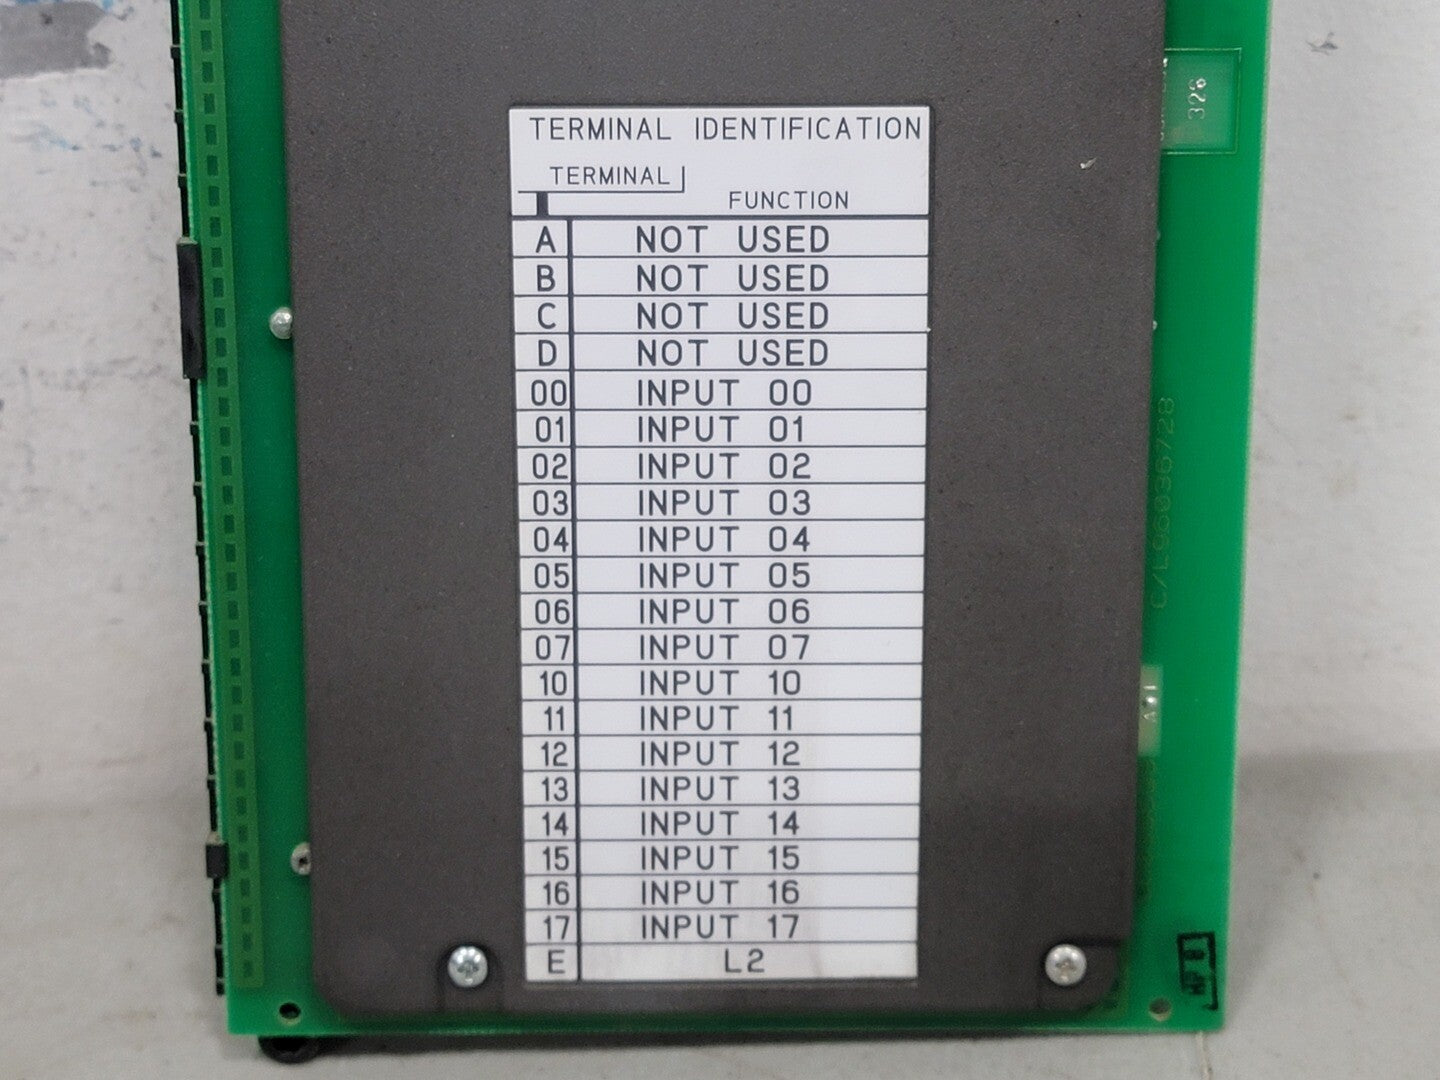 TERMINAL IDENTIFICATION
TERMINAL
FUNCTION
A NOT USED
B NOT USED
C NOT USED
D NOT USED
00 INPUT 00
01 INPUT 01
02 INPUT 02
03 INPUT 03
04 INPUT 04
05 INPUT 05
06 INPUT 06
07 INPUT 07
10 INPUT 10
11 INPUT 11
12 INPUT 12
13 INPUT 13
14 INPUT 14
15 INPUT 15
16 INPUT 16
17 INPUT 17
E L2
326
C/L96036728